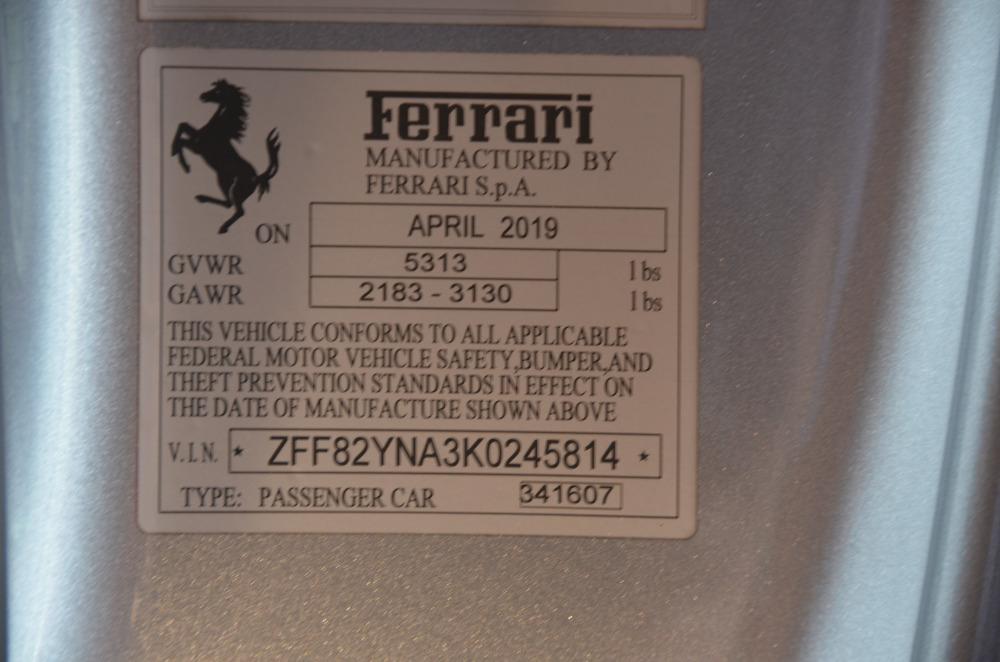 Ferrari
MANUFACTURED BY
FERRARI S.p.A.
ON APRIL 2019
GVWR 5313 lbs
GAWR 2183 - 3130 lbs
THIS VEHICLE CONFORMS TO ALL APPLICABLE
FEDERAL MOTOR VEHICLE SAFETY,BUMPER,AND
THEFT PREVENTION STANDARDS IN EFFECT ON
THE DATE OF MANUFACTURE SHOWN ABOVE
V.I.N. * ZFF82YNA3K0245814 *
TYPE: PASSENGER CAR 341607